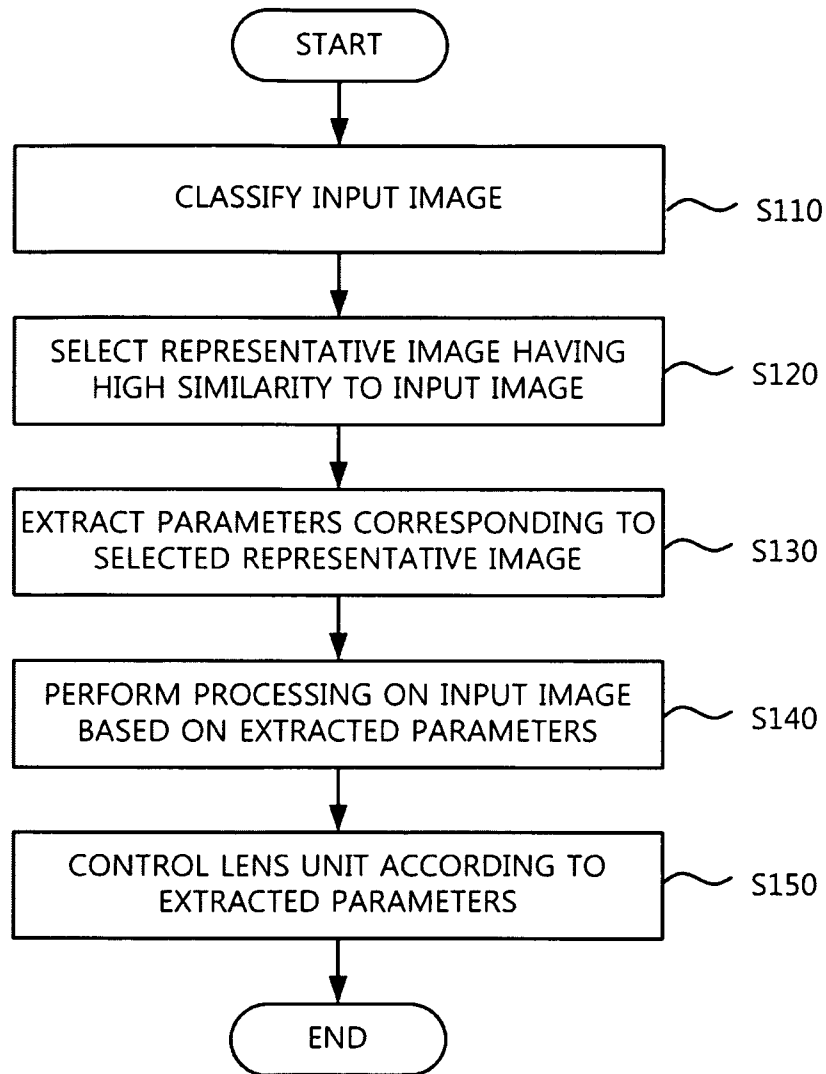 START
CLASSIFY INPUT IMAGE
S110
SELECT REPRESENTATIVE IMAGE HAVING
HIGH SIMILARITY TO INPUT IMAGE
S120
EXTRACT PARAMETERS CORRESPONDING TO
SELECTED REPRESENTATIVE IMAGE
S130
PERFORM PROCESSING ON INPUT IMAGE
BASED ON EXTRACTED PARAMETERS
S140
CONTROL LENS UNIT ACCORDING TO
EXTRACTED PARAMETERS
S150
END